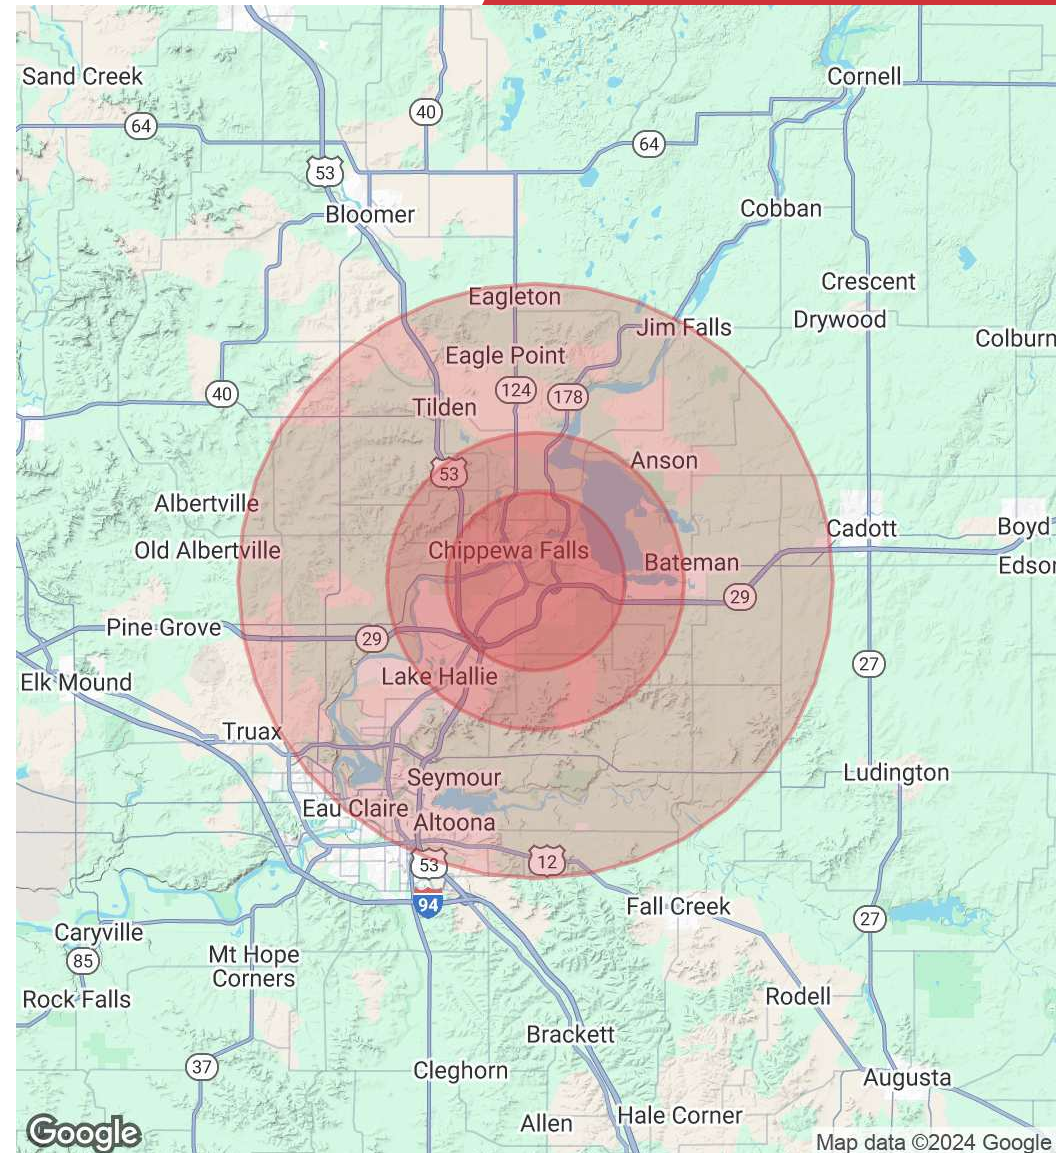 Sand Creek
Cornell
40
64
64
53
Bloomer
Cobban
Crescent
Eagleton
Drywood
Jim Falls
Colburn
Eagle Point
124
178
40
Tilden
Anson
53
Albertville
Cadott
Boyd
Chippewa Falls
Old Albertville
Bateman
Edson
29
Pine Grove
29
27
Lake Hallie
Elk Mound
Truax
Ludington
Seymour
Eau Claire
Altoona
53
12
94
Fall Creek
27
Caryville
85
Mt Hope
Corners
Rock Falls
Rodell
Brackett
37
Cleghorn
Augusta
Allen
Hale Corner
Google
Map data ©2024 Google